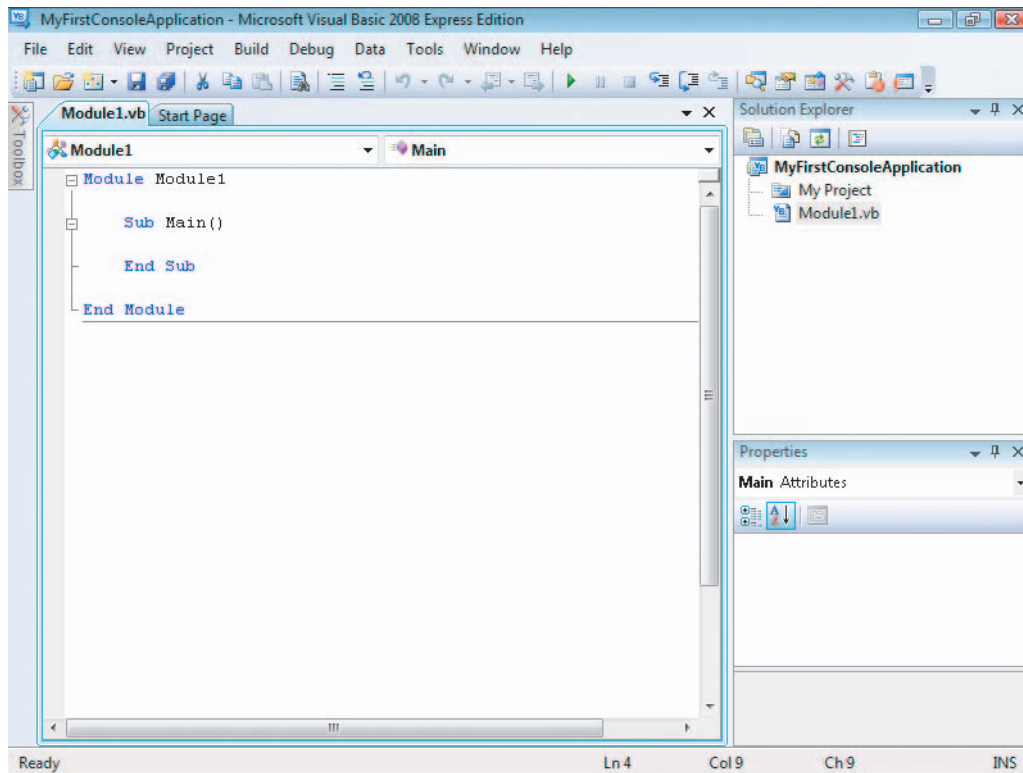 MyFirstConsoleApplication - Microsoft Visual Basic 2008 Express Edition
File Edit View Project Build Debug Data Tools Window Help
Toolbox
Module1.vb Start Page
Module1 Main
Module Module1
Sub Main()
End Sub
End Module
Solution Explorer
MyFirstConsoleApplication
My Project
Module1.vb
Properties
Main Attributes
Ready Ln 4 Col 9 Ch 9 INS